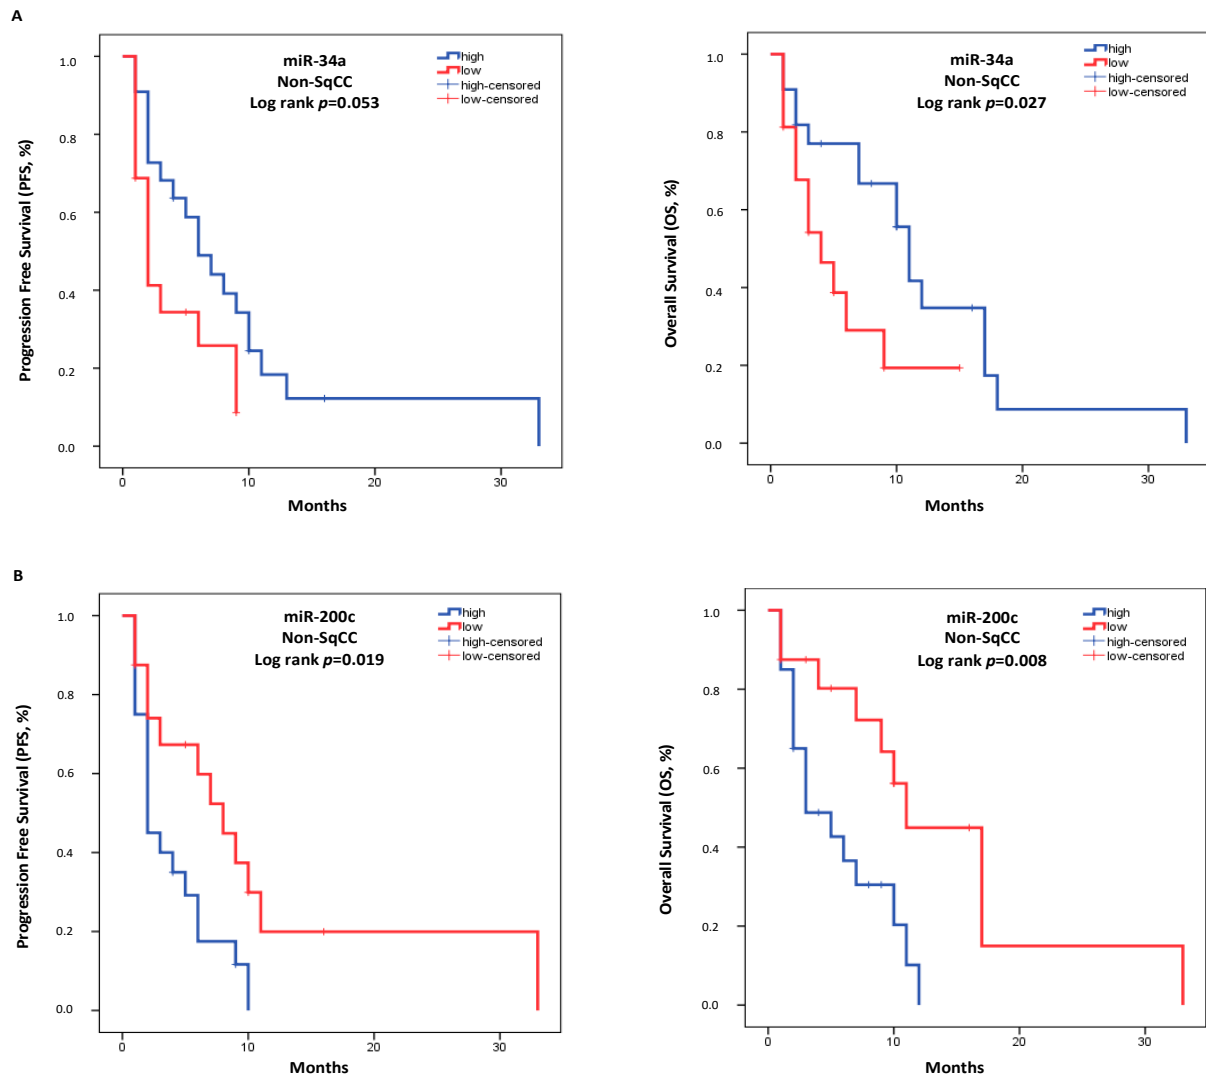 A
miR-34a
Non-SqCC
Log rank p=0.053
high
low
high-censored
low-censored
Progression Free Survival (PFS, %)
1.0
0.8
0.6
0.4
0.2
0.0
0
10
20
30
Months
miR-34a
Non-SqCC
Log rank p=0.027
high
low
high-censored
low-censored
Overall Survival (OS, %)
1.0
0.8
0.6
0.4
0.2
0.0
0
10
20
30
Months
B
miR-200c
Non-SqCC
Log rank p=0.019
high
low
high-censored
low-censored
Progression Free Survival (PFS, %)
1.0
0.8
0.6
0.4
0.2
0.0
0
10
20
30
Months
miR-200c
Non-SqCC
Log rank p=0.008
high
low
high-censored
low-censored
Overall Survival (OS, %)
1.0
0.8
0.6
0.4
0.2
0.0
0
10
20
30
Months